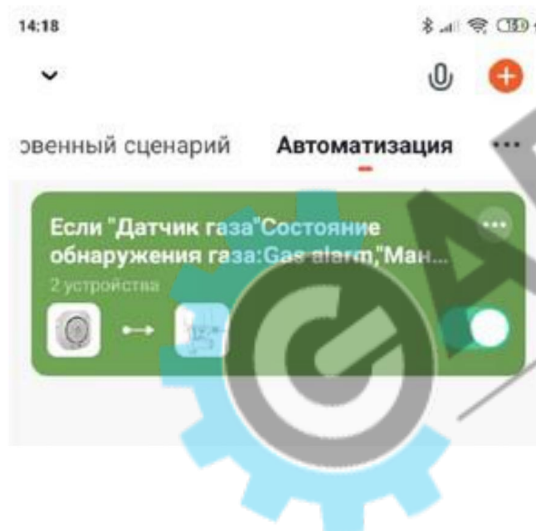 14:18
овенный сценарий Автоматизация
Если "Датчик газа"Состояние
обнаружения газа:Gas alarm,"Ман...
2 устройства